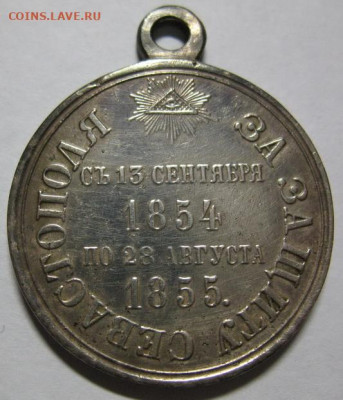 COINS.LAVE.RU
ЗА ЗАЩИТУ СЕВАСТОПОЛЯ
СЪ 13 СЕНТЯБРЯ
1854
ПО 28 АВГУСТА
1855.